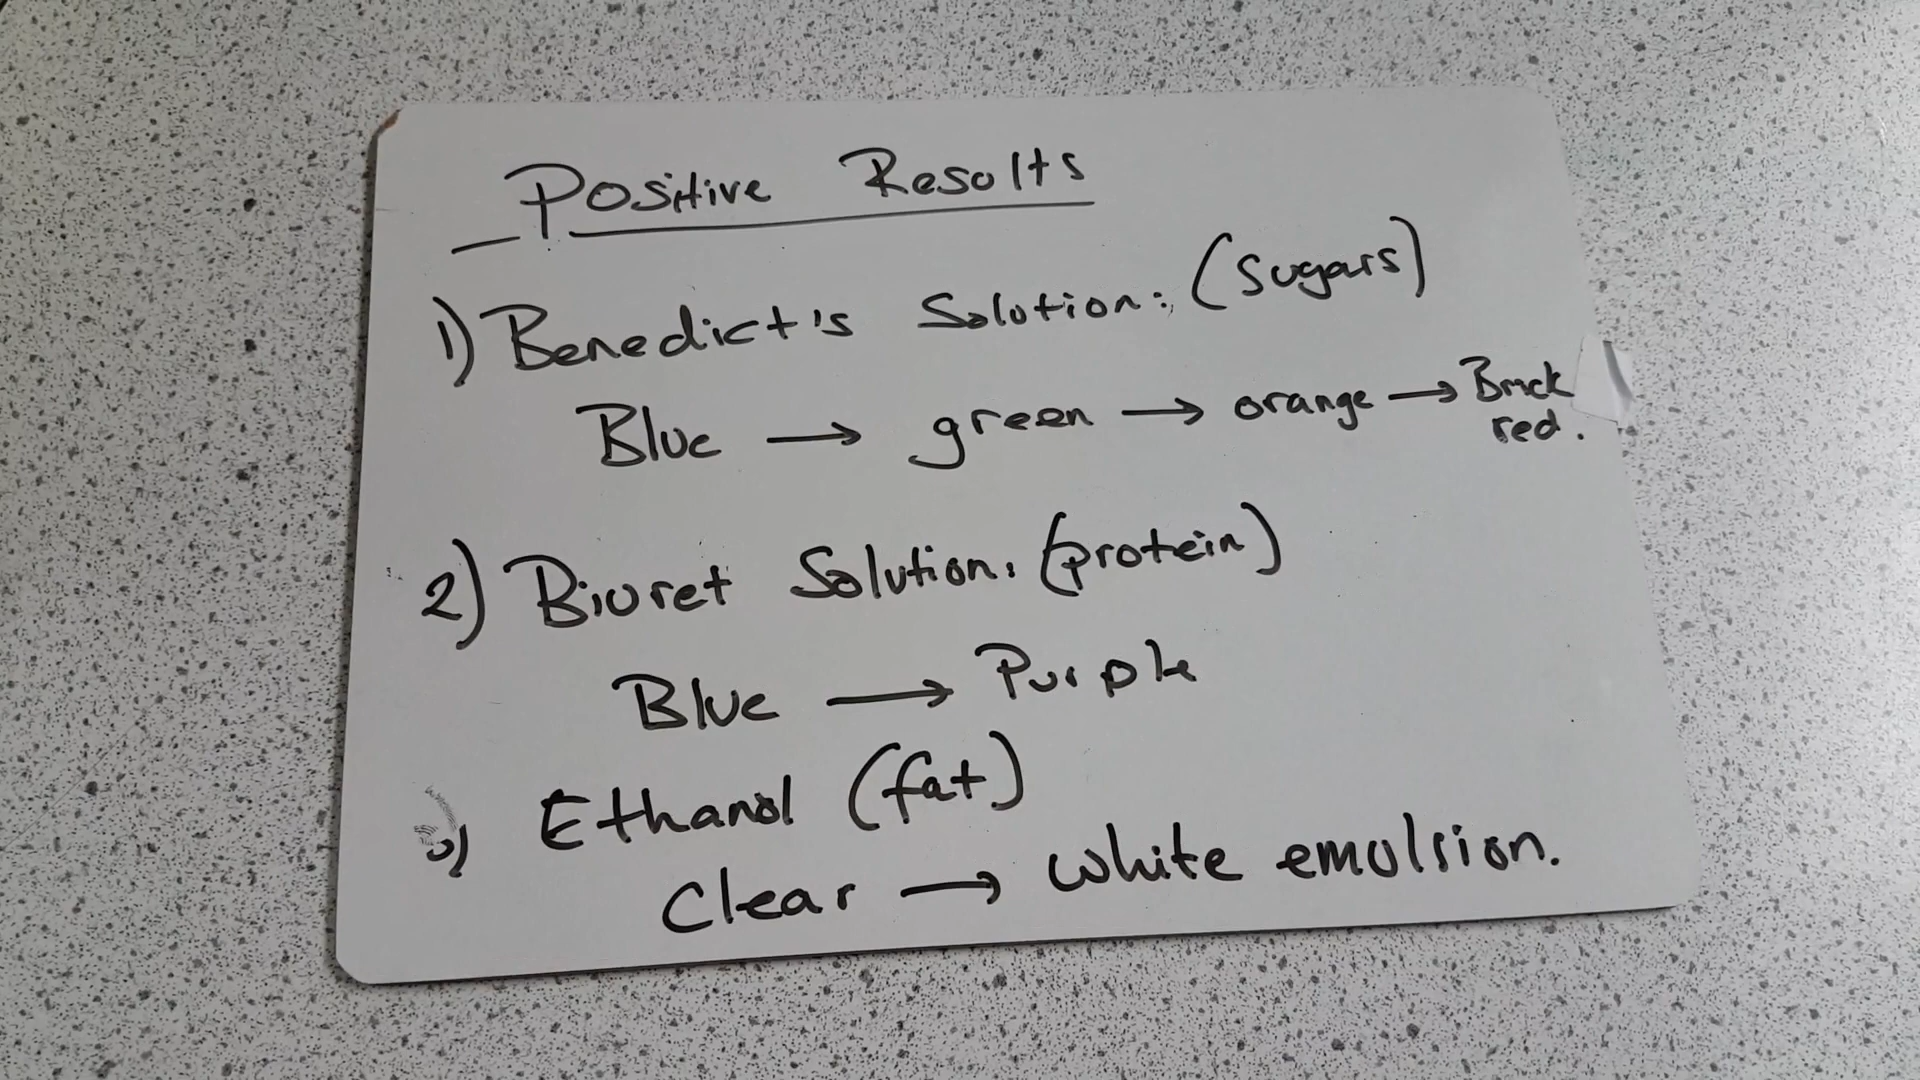 Positive Results
1) Benedict's Solution: (Sugars)
Blue → green → orange → Brick red.
2) Biuret Solution: (protein)
Blue → Purple
3) Ethanol (fat)
Clear → White emulsion.